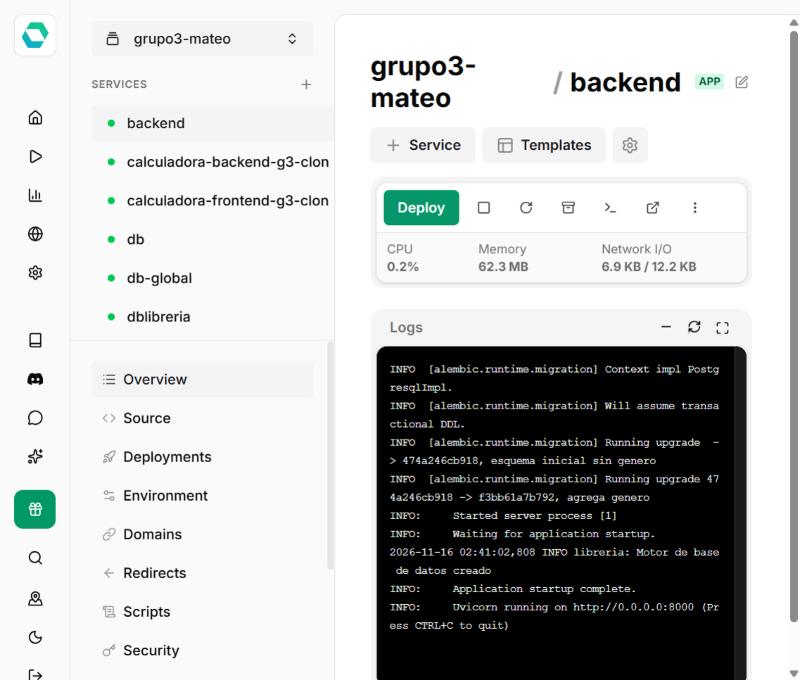 grupo3-mateo
SERVICES
backend
calculadora-backend-g3-clon
calculadora-frontend-g3-clon
db
db-global
dblibreria
Overview
Source
Deployments
Environment
Domains
Redirects
Scripts
Security
grupo3-
mateo
/ backend APP
Service
Templates
Deploy
CPU
0.2%
Memory
62.3 MB
Network I/O
6.9 KB / 12.2 KB
Logs
INFO  [alembic.runtime.migration] Context impl Postg
resqlImpl.
INFO  [alembic.runtime.migration] Will assume transa
ctional DDL.
INFO  [alembic.runtime.migration] Running upgrade  -
> 474a246cb918, esquema inicial sin genero
INFO  [alembic.runtime.migration] Running upgrade 47
4a246cb918 -> f3bb61a7b792, agrega genero
INFO:     Started server process [1]
INFO:     Waiting for application startup.
2026-11-16 02:41:02,808 INFO libreria: Motor de base
 de datos creado
INFO:     Application startup complete.
INFO:     Uvicorn running on http://0.0.0.0:8000 (Pr
ess CTRL+C to quit)